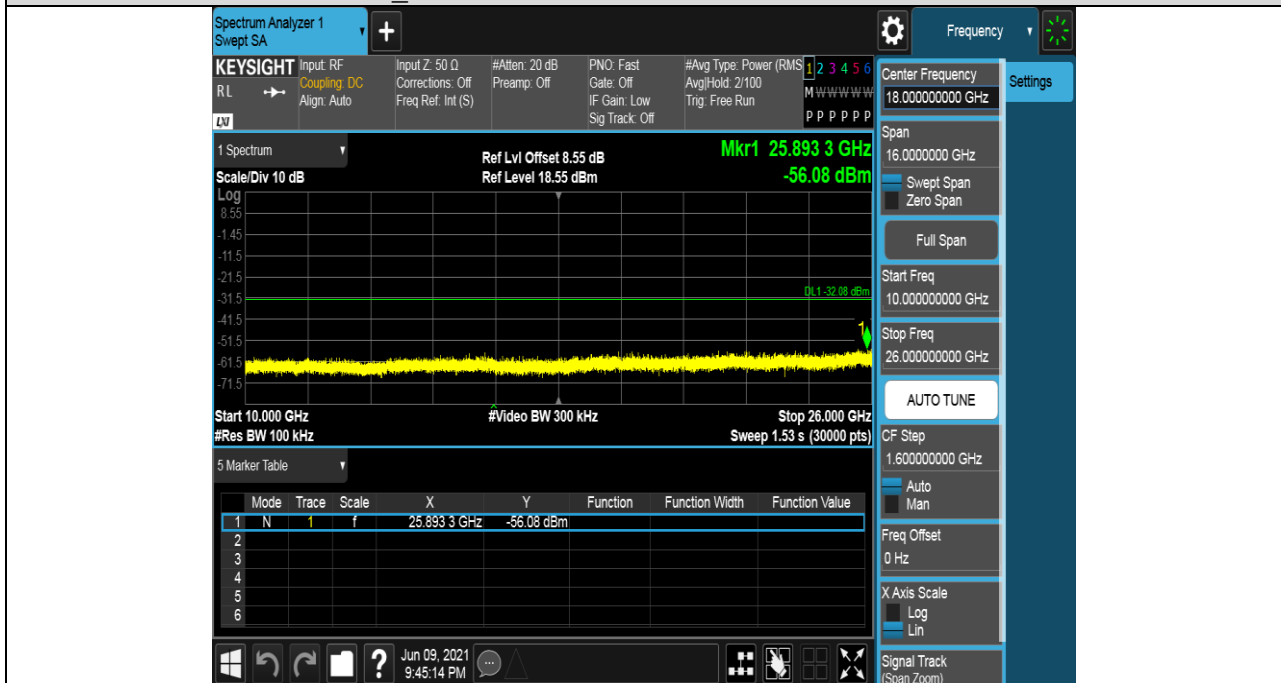 Spectrum Analyzer 1
Swept SA
+
Frequency
KEYSIGHT
RL
LXI
Input: RF
Coupling: DC
Align: Auto
Input Z: 50 Ω
Corrections: Off
Freq Ref: Int (S)
#Atten: 20 dB
Preamp: Off
PNO: Fast
Gate: Off
IF Gain: Low
Sig Track: Off
#Avg Type: Power (RMS
Avg|Hold: 2/100
Trig: Free Run
1 2 3 4 5 6
M W W W W W
P P P P P P
1 Spectrum
Scale/Div 10 dB
Ref Lvl Offset 8.55 dB
Ref Level 18.55 dBm
Mkr1 25.893 3 GHz
-56.08 dBm
Log
8.55
-1.45
-11.5
-21.5
-31.5
-41.5
-51.5
-61.5
-71.5
DL1 -32.08 dBm
1
Start 10.000 GHz
#Video BW 300 kHz
Stop 26.000 GHz
#Res BW 100 kHz
Sweep 1.53 s (30000 pts)
5 Marker Table
Mode Trace Scale X Y Function Function Width Function Value
1 N 1 f 25.893 3 GHz -56.08 dBm
2
3
4
5
6
?
Jun 09, 2021
9:45:14 PM
Center Frequency
18.000000000 GHz
Span
16.0000000 GHz
Swept Span
Zero Span
Full Span
Start Freq
10.000000000 GHz
Stop Freq
26.000000000 GHz
AUTO TUNE
CF Step
1.600000000 GHz
Auto
Man
Freq Offset
0 Hz
X Axis Scale
Log
Lin
Signal Track
(Span Zoom)
Settings